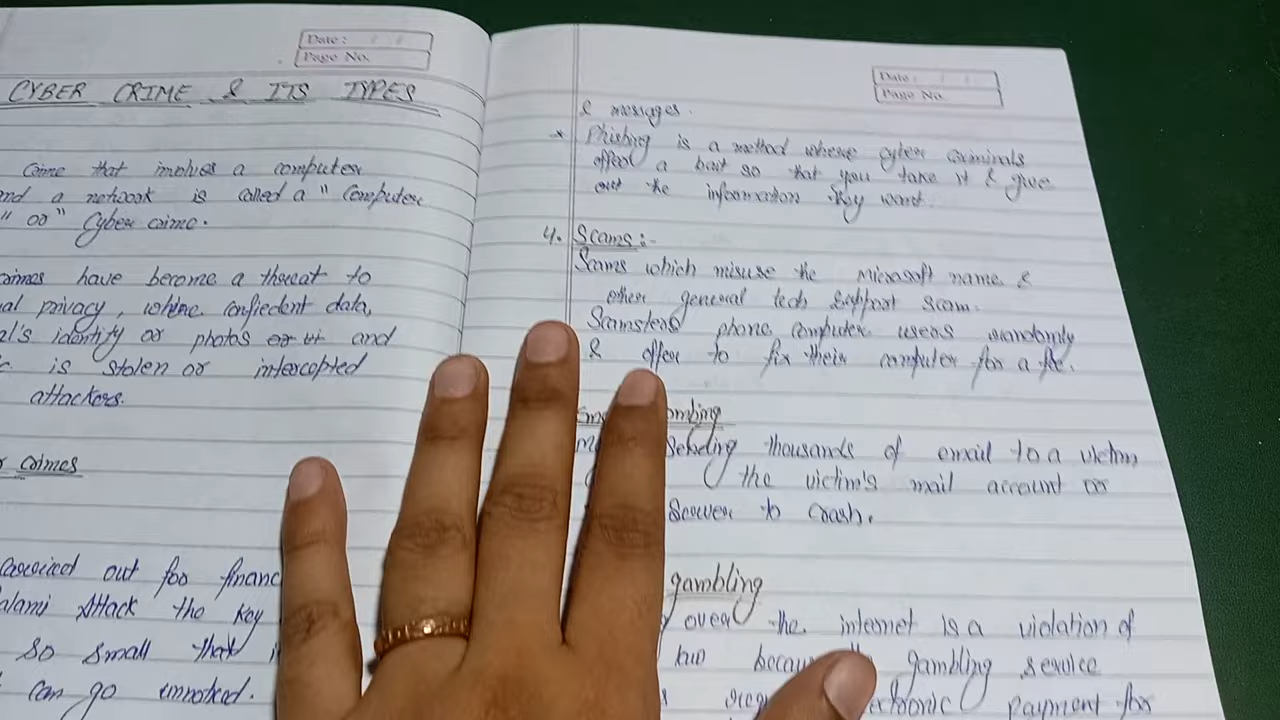 Date :
Page No.
CYBER CRIME & ITS TYPES
Crime that involves a computer
and a network is called a "Computer
" or " Cyber crime.
crimes have become a threat to
al privacy, where confiedent data,
al's identity or photos and
is stolen or intercepted
attackers.
crimes
Carried out for financ
alami Attack the key
so small that
can go unnoticed.
Date :
Page No.
& messages.
* Phishing is a method where cyber criminals
offer a bait so that you take it & give
out the information they want.
4. Scams :-
Scams which misuse the microsoft name &
other general tech support scam.
Scamsters phone computer users randomly
& offer to fix their computer for a fee.
ombing
Sending thousands of email to a victim
the victim's mail account or
Server to crash.
gambling
over the internet is a violation of
law becau gambling service
ectronic payment for